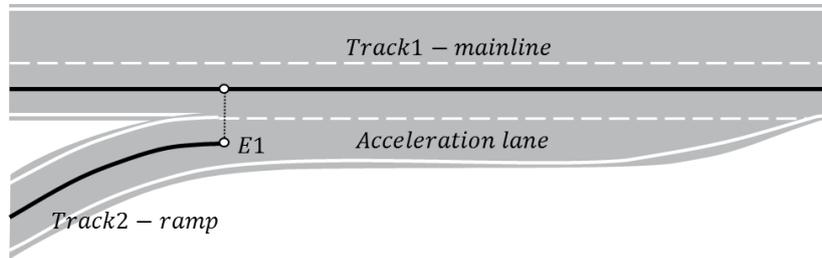 Track1 – mainline
E1
Acceleration lane
Track2 – ramp